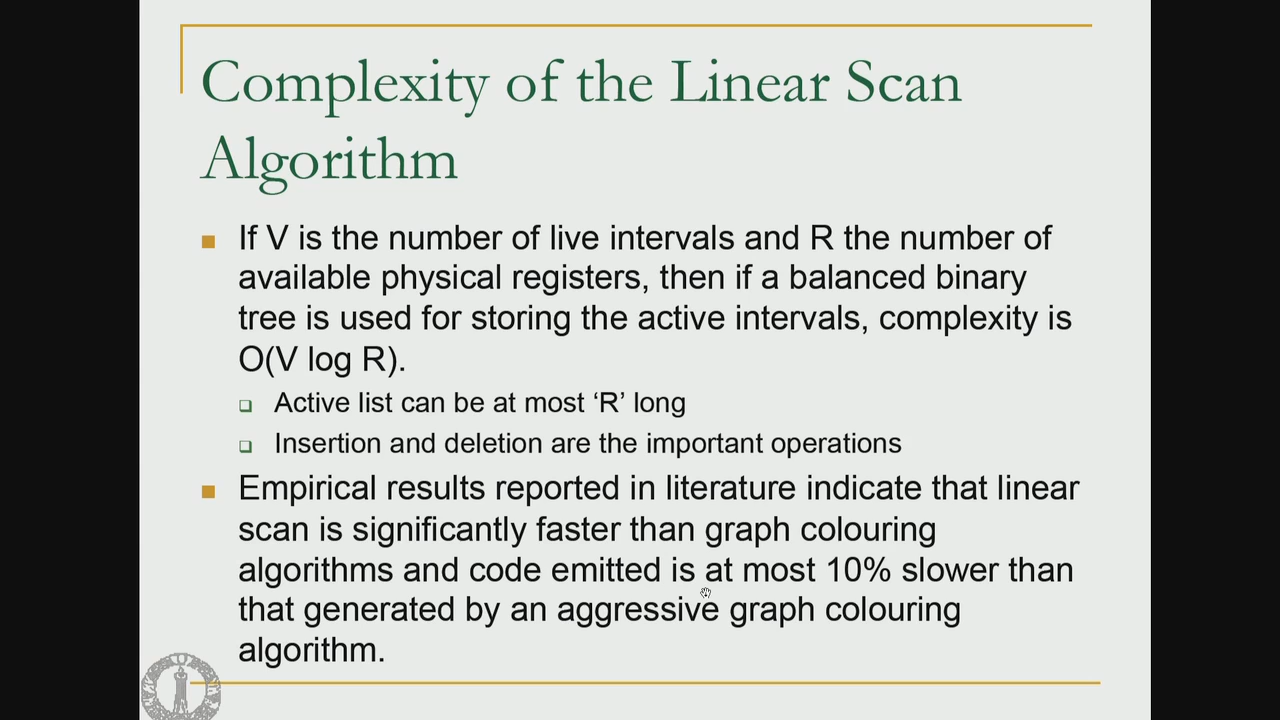 Complexity of the Linear Scan
Algorithm
If V is the number of live intervals and R the number of
available physical registers, then if a balanced binary
tree is used for storing the active intervals, complexity is
O(V log R).
Active list can be at most ‘R’ long
Insertion and deletion are the important operations
Empirical results reported in literature indicate that linear
scan is significantly faster than graph colouring
algorithms and code emitted is at most 10% slower than
that generated by an aggressive graph colouring
algorithm.